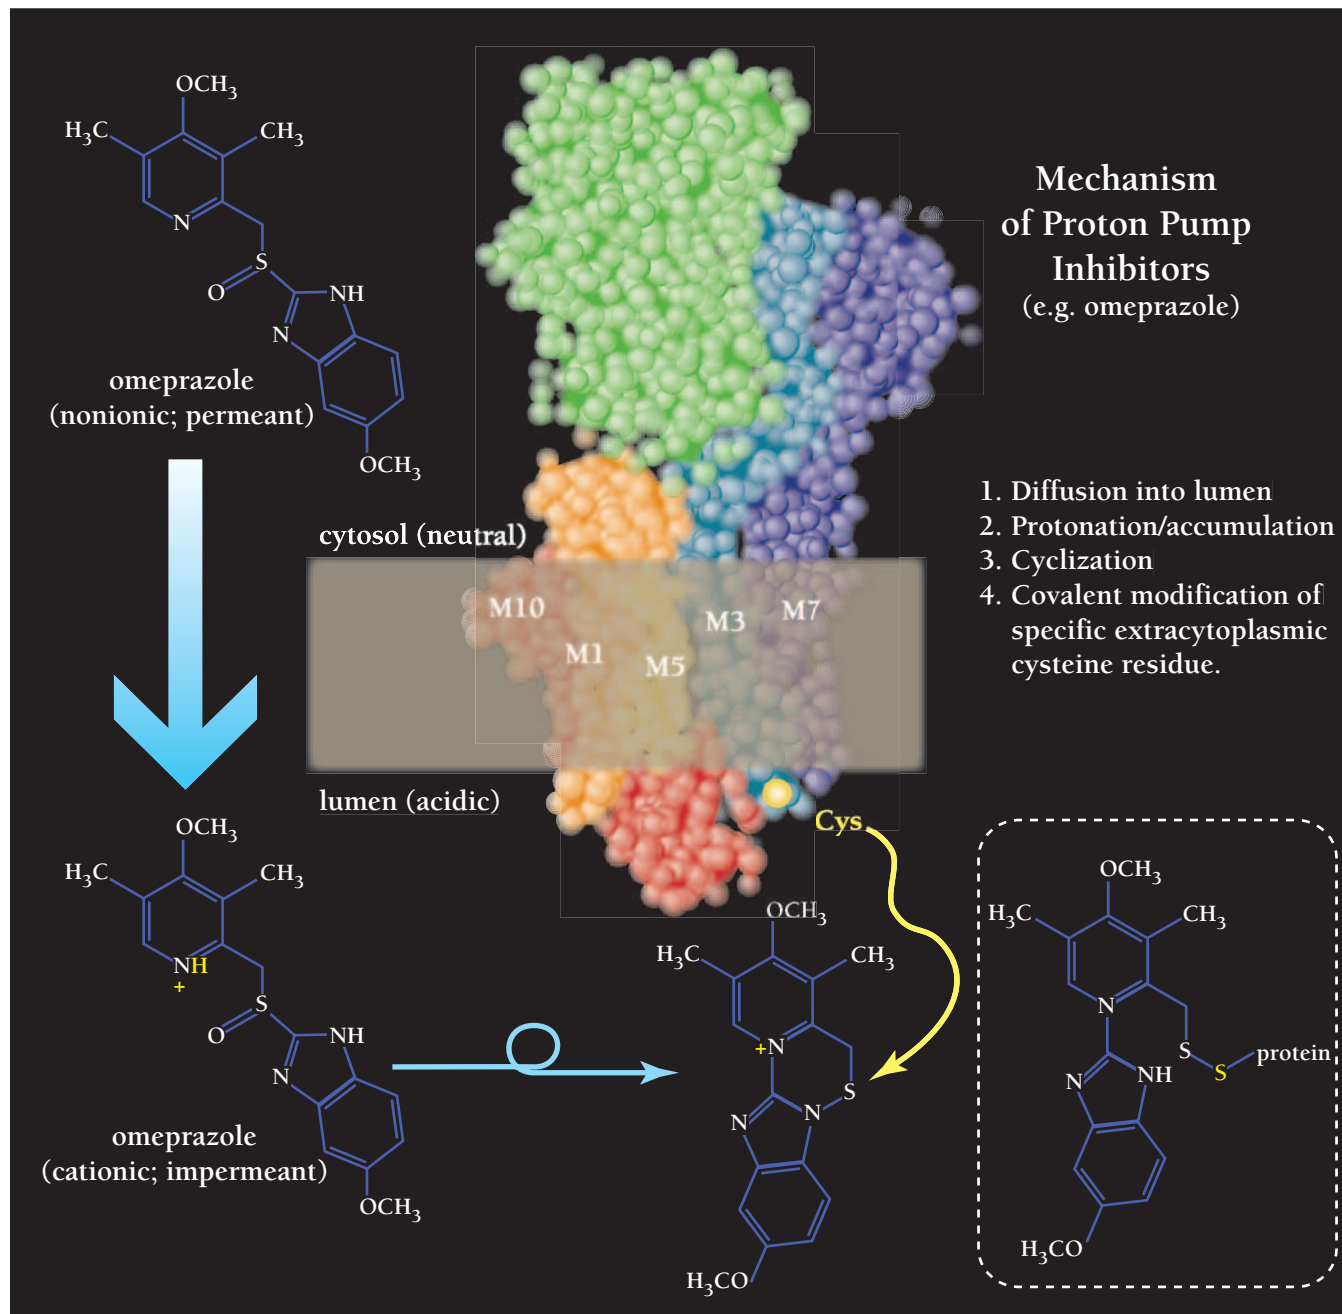 Mechanism
of Proton Pump
Inhibitors
(e.g. omeprazole)
OCH3
H3C
CH3
N
S
O
NH
N
OCH3
omeprazole
(nonionic; permeant)
1. Diffusion into lumen
2. Protonation/accumulation
3. Cyclization
4. Covalent modification of
specific extracytoplasmic
cysteine residue.
cytosol (neutral)
M10
M1
M5
M3
M7
lumen (acidic)
Cys
OCH3
H3C
CH3
NH
+
S
O
NH
N
OCH3
omeprazole
(cationic; impermeant)
OCH3
H3C
CH3
+N
S
N
N
H3CO
OCH3
H3C
CH3
N
S
S
protein
N
NH
H3CO